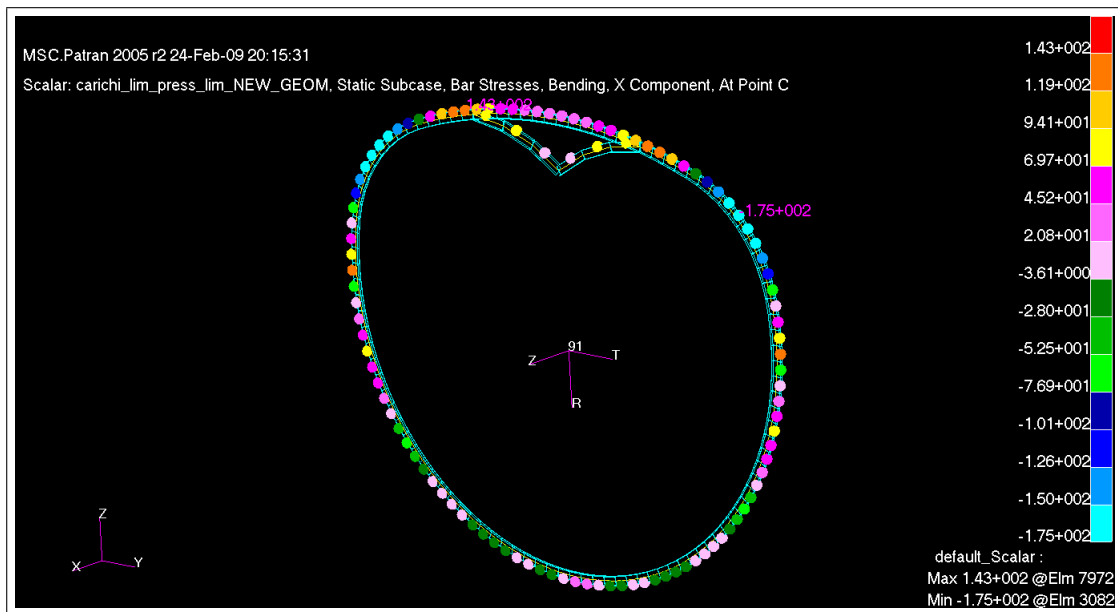 MSC.Patran 2005 r2 24-Feb-09 20:15:31
Scalar: carichi_lim_press_lim_NEW_GEOM, Static Subcase, Bar Stresses, Bending, X Component, At Point C
1.43+002
-1.75+002
91
Z
T
R
Z
X
Y
1.43+002
1.19+002
9.41+001
6.97+001
4.52+001
2.08+001
-3.61+000
-2.80+001
-5.25+001
-7.69+001
-1.01+002
-1.26+002
-1.50+002
-1.75+002
default_Scalar :
Max 1.43+002 @Elm 7972
Min -1.75+002 @Elm 3082